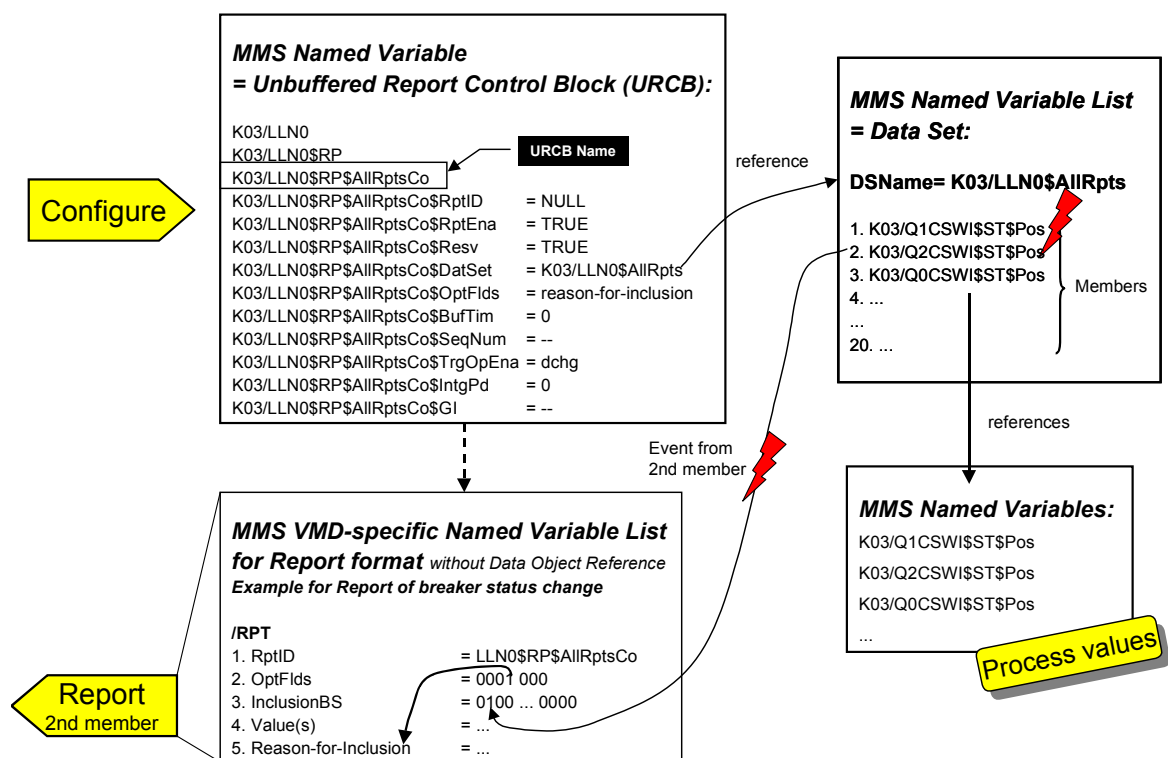 MMS Named Variable
= Unbuffered Report Control Block (URCB):
K03/LLN0
K03/LLN0$RP
K03/LLN0$RP$AllRptsCo
URCB Name
K03/LLN0$RP$AllRptsCo$RptID = NULL
K03/LLN0$RP$AllRptsCo$RptEna = TRUE
K03/LLN0$RP$AllRptsCo$Resv = TRUE
K03/LLN0$RP$AllRptsCo$DatSet = K03/LLN0$AllRpts
K03/LLN0$RP$AllRptsCo$OptFlds = reason-for-inclusion
K03/LLN0$RP$AllRptsCo$BufTim = 0
K03/LLN0$RP$AllRptsCo$SeqNum = --
K03/LLN0$RP$AllRptsCo$TrgOpEna = dchg
K03/LLN0$RP$AllRptsCo$IntgPd = 0
K03/LLN0$RP$AllRptsCo$GI = --
Configure
reference
MMS Named Variable List
= Data Set:
DSName= K03/LLN0$AllRpts
1. K03/Q1CSWI$ST$Pos
2. K03/Q2CSWI$ST$Pos
3. K03/Q0CSWI$ST$Pos
4. ...
...
20. ...
Members
references
Event from
2nd member
MMS Named Variables:
K03/Q1CSWI$ST$Pos
K03/Q2CSWI$ST$Pos
K03/Q0CSWI$ST$Pos
...
Process values
MMS VMD-specific Named Variable List
for Report format without Data Object Reference
Example for Report of breaker status change
/RPT
1. RptID = LLN0$RP$AllRptsCo
2. OptFlds = 0001 000
3. InclusionBS = 0100 ... 0000
4. Value(s) = ...
5. Reason-for-Inclusion = ...
Report
2nd member